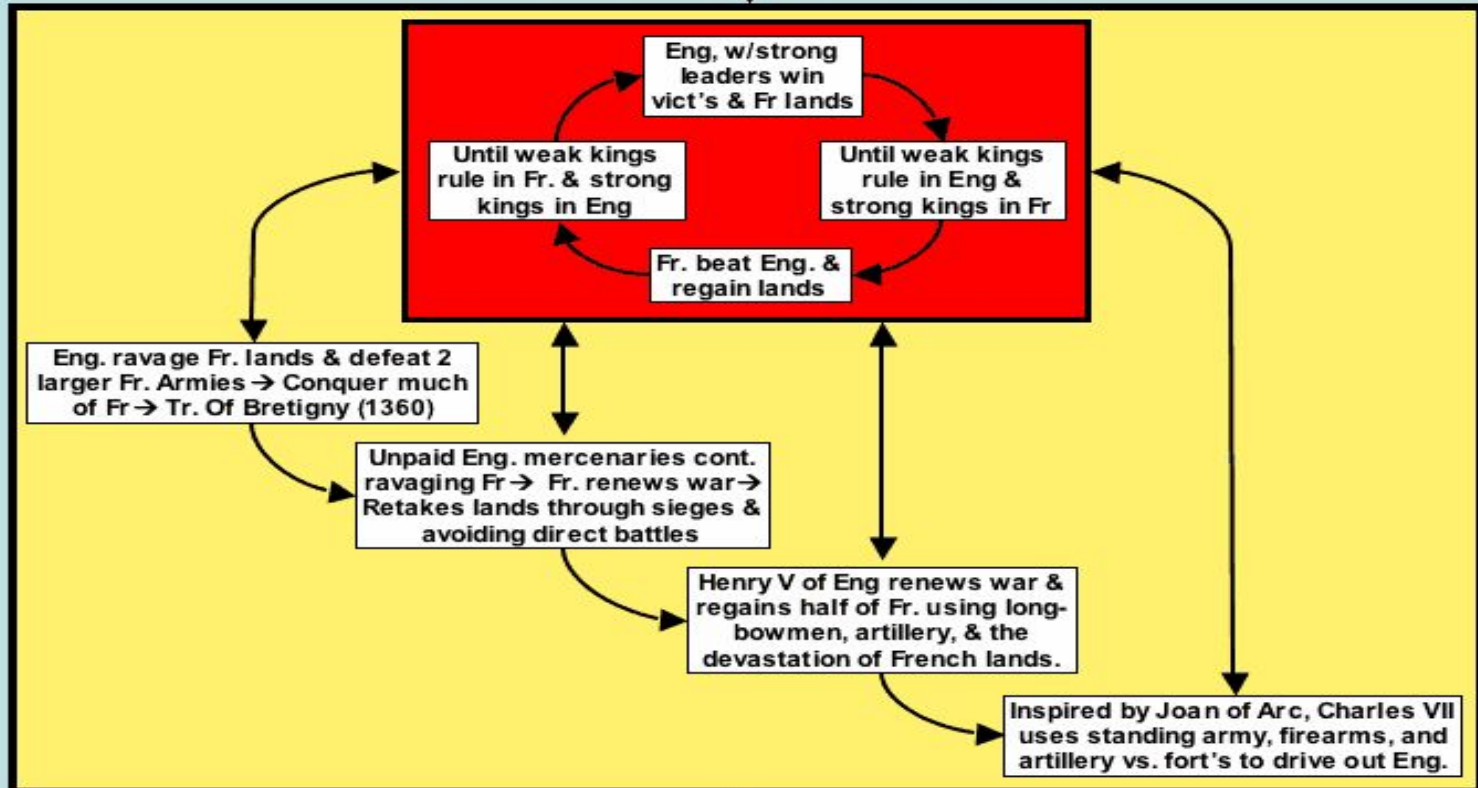 Eng, w/strong
leaders win
vict's & Fr lands
Until weak kings
rule in Fr. & strong
kings in Eng
Until weak kings
rule in Eng &
strong kings in Fr
Fr. beat Eng. &
regain lands
Eng. ravage Fr. lands & defeat 2
larger Fr. Armies → Conquer much
of Fr → Tr. Of Bretigny (1360)
Unpaid Eng. mercenaries cont.
ravaging Fr → Fr. renews war →
Retakes lands through sieges &
avoiding direct battles
Henry V of Eng renews war &
regains half of Fr. using long-
bowmen, artillery, & the
devastation of French lands.
Inspired by Joan of Arc, Charles VII
uses standing army, firearms, and
artillery vs. fort's to drive out Eng.